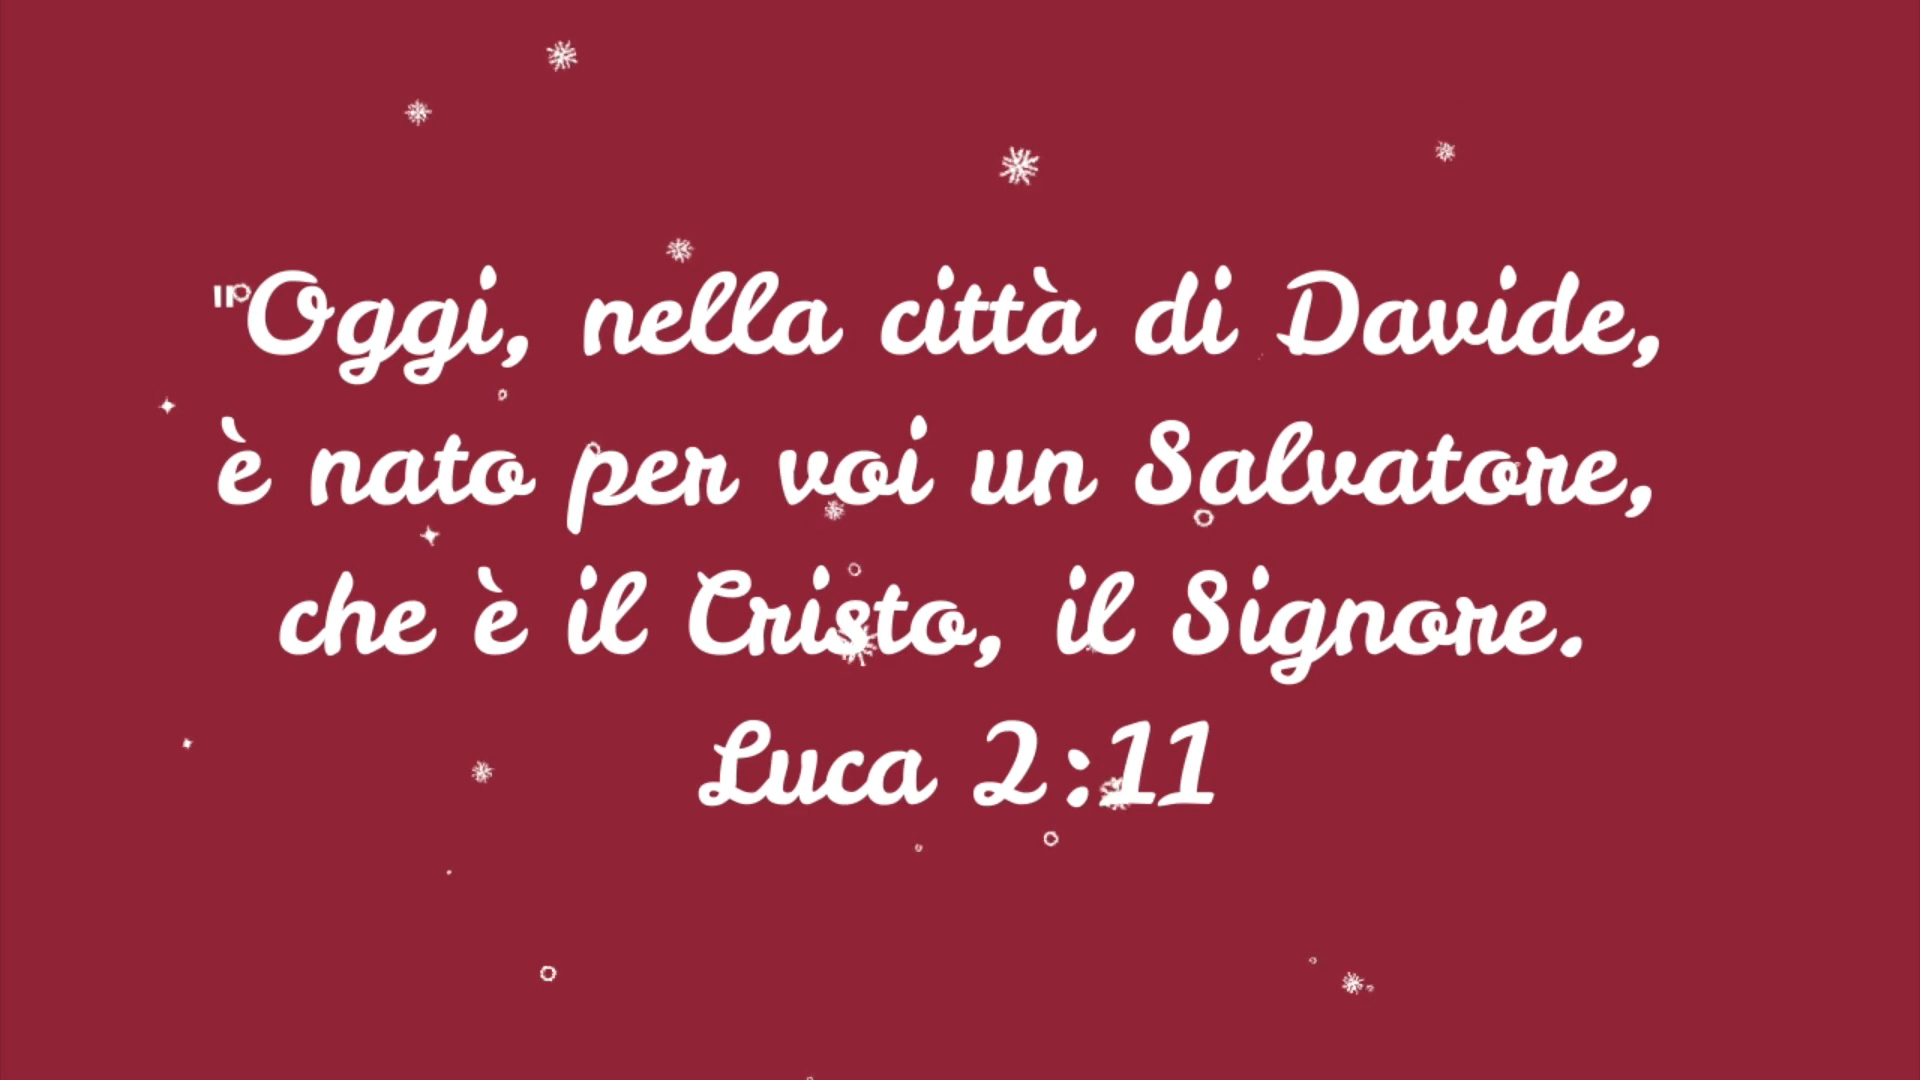 "Oggi, nella città di Davide,
è nato per voi un Salvatore,
che è il Cristo, il Signore.
Luca 2:11